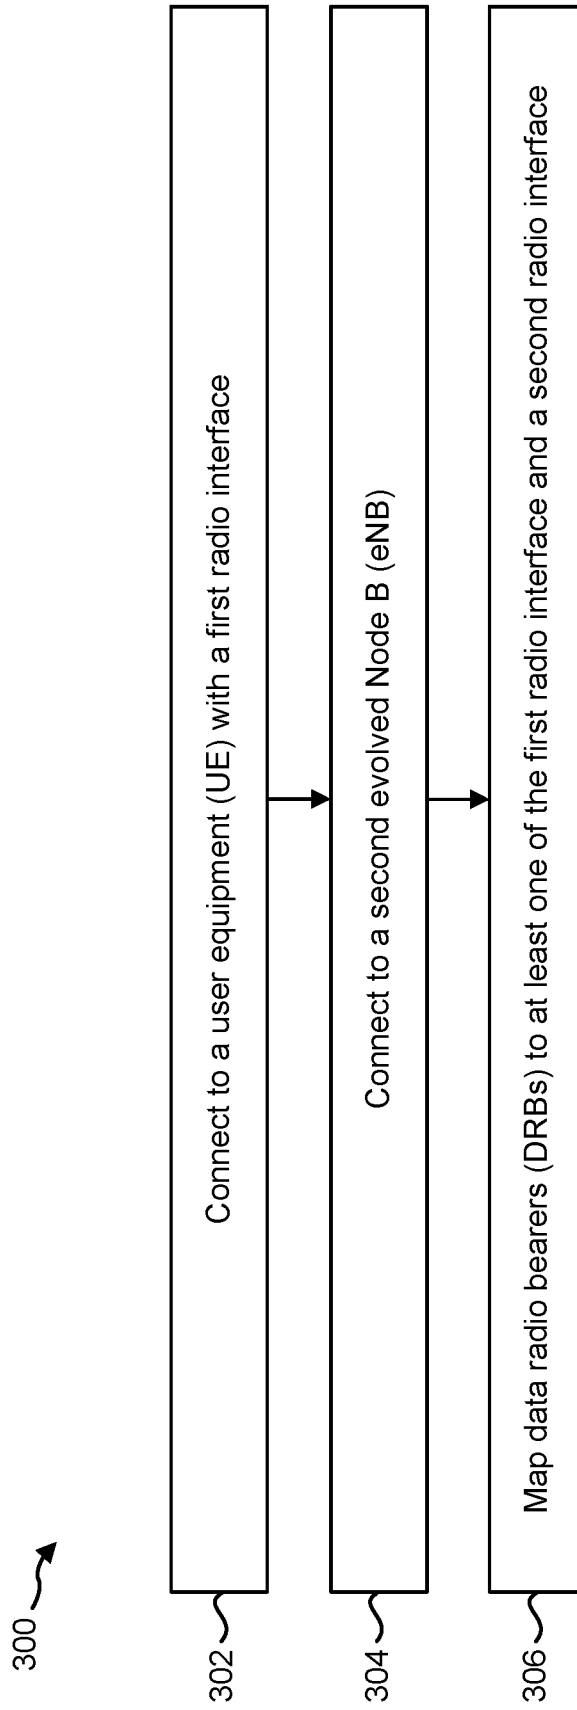 300
302
Connect to a user equipment (UE) with a first radio interface
304
Connect to a second evolved Node B (eNB)
306
Map data radio bearers (DRBs) to at least one of the first radio interface and a second radio interface